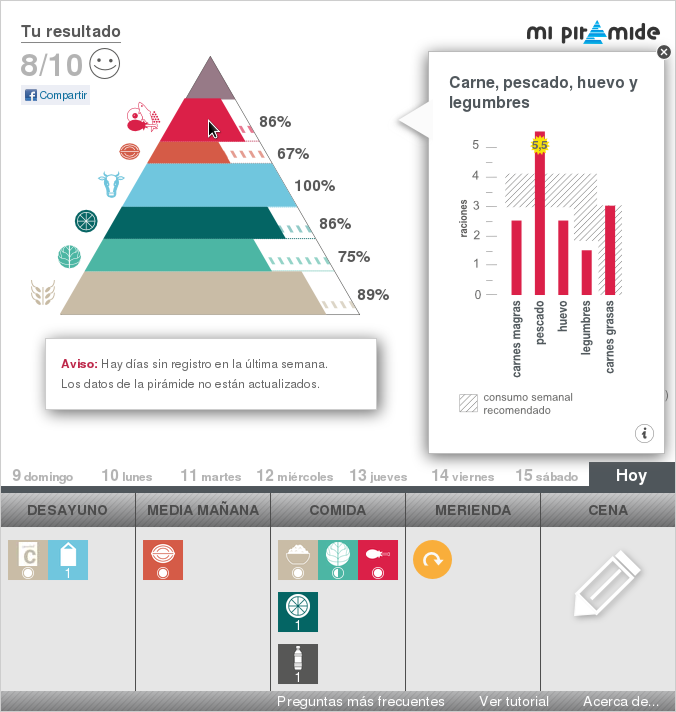 Tu resultado
8/10
Compartir
mi pirámide
86%
67%
100%
86%
75%
89%
Aviso: Hay días sin registro en la última semana.
Los datos de la pirámide no están actualizados.
Carne, pescado, huevo y
legumbres
raciones
5
4
3
2
1
0
5,5
carnes magras
pescado
huevo
legumbres
carnes grasas
consumo semanal
recomendado
i
9 domingo
10 lunes
11 martes
12 miércoles
13 jueves
14 viernes
15 sábado
Hoy
DESAYUNO
MEDIA MAÑANA
COMIDA
MERIENDA
CENA
C
1
1
1
Preguntas más frecuentes
Ver tutorial
Acerca de...